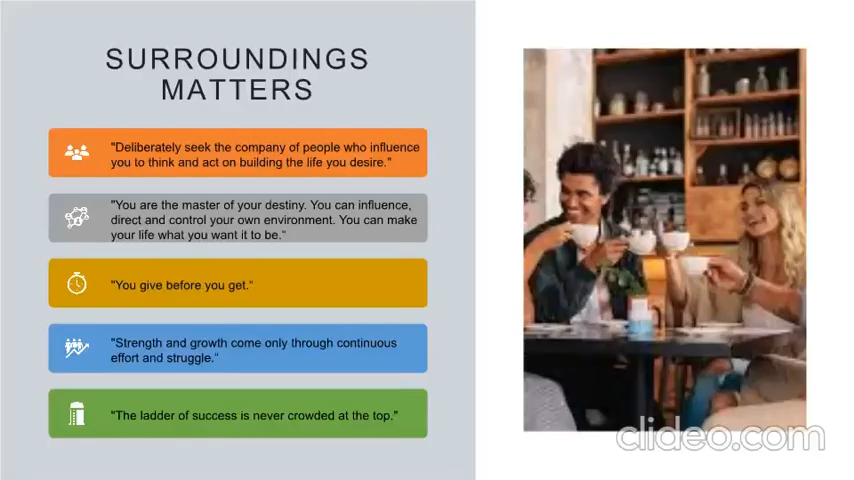 SURROUNDINGS
MATTERS
"Deliberately seek the company of people who influence
you to think and act on building the life you desire."
"You are the master of your destiny. You can influence,
direct and control your own environment. You can make
your life what you want it to be."
"You give before you get."
"Strength and growth come only through continuous
effort and struggle."
"The ladder of success is never crowded at the top."
clideo.com